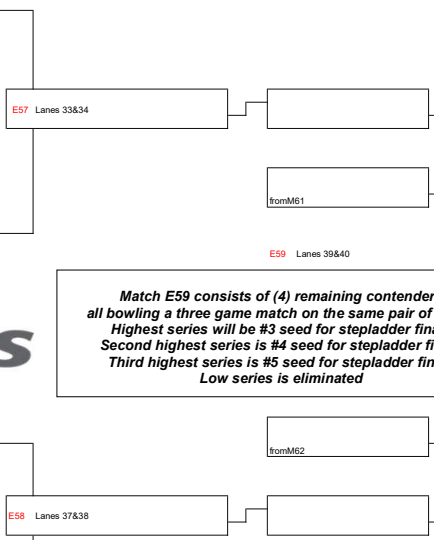 E57 Lanes 33&34
fromM61
E59 Lanes 39&40
Match E59 consists of (4) remaining contender
all bowling a three game match on the same pair of
Highest series will be #3 seed for stepladder fina
Second highest series is #4 seed for stepladder fi
Third highest series is #5 seed for stepladder fin
Low series is eliminated
s
fromM62
E58 Lanes 37&38